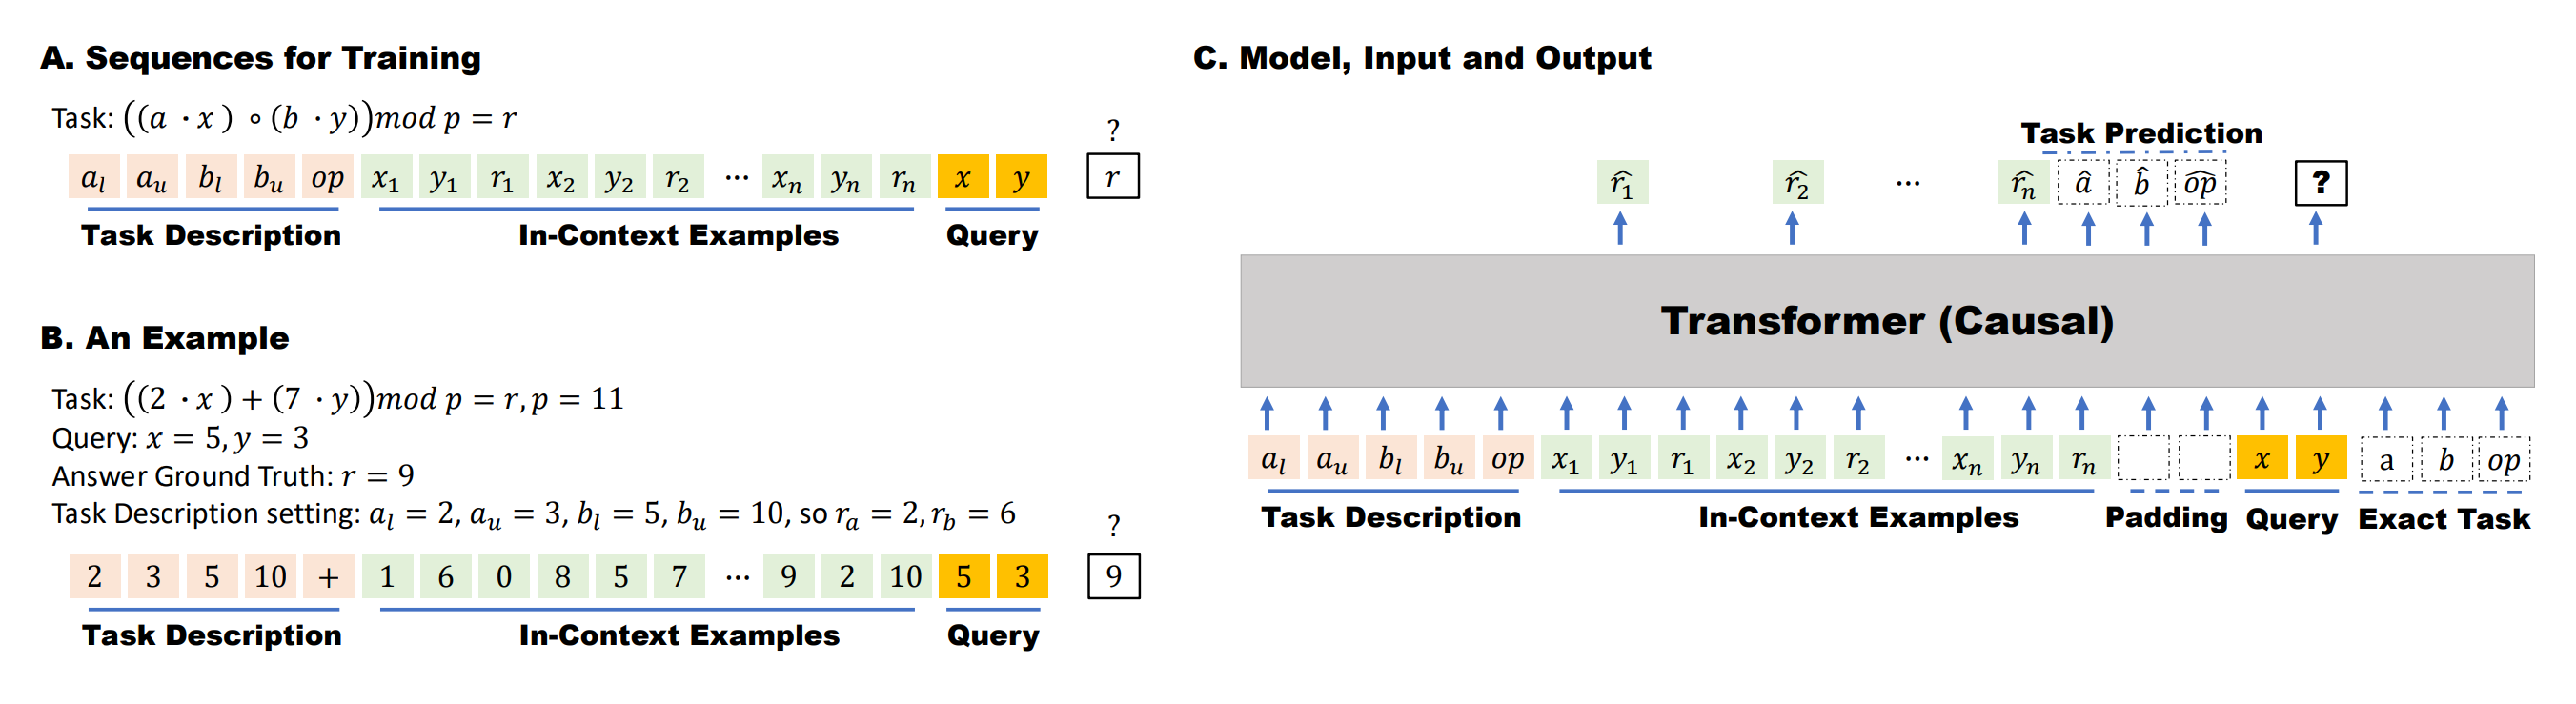 A. Sequences for Training
Task: ((a · x ) ∘ (b · y))mod p = r
?
a_l a_u b_l b_u op x_1 y_1 r_1 x_2 y_2 r_2 ⋯ x_n y_n r_n x y r
Task Description In-Context Examples Query
B. An Example
Task: ((2 · x ) + (7 · y))mod p = r, p = 11
Query: x = 5, y = 3
Answer Ground Truth: r = 9
Task Description setting: a_l = 2, a_u = 3, b_l = 5, b_u = 10, so r_a = 2, r_b = 6
?
2 3 5 10 + 1 6 0 8 5 7 ⋯ 9 2 10 5 3 9
Task Description In-Context Examples Query
C. Model, Input and Output
Task Prediction
r̂_1 r̂_2 ⋯ r̂_n â b̂ o͡p ?
Transformer (Causal)
a_l a_u b_l b_u op x_1 y_1 r_1 x_2 y_2 r_2 ⋯ x_n y_n r_n x y a b op
Task Description In-Context Examples Padding Query Exact Task